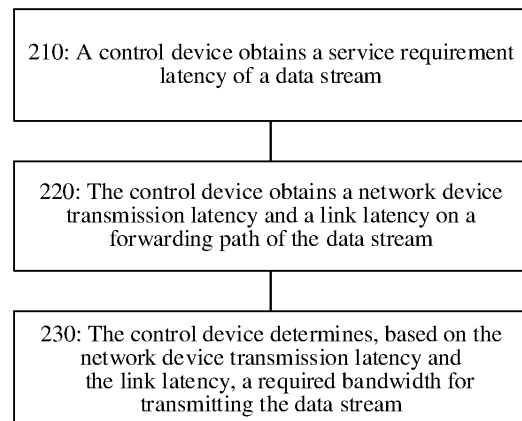 210: A control device obtains a service requirement
latency of a data stream
220: The control device obtains a network device
transmission latency and a link latency on a
forwarding path of the data stream
230: The control device determines, based on the
network device transmission latency and
the link latency, a required bandwidth for
transmitting the data stream